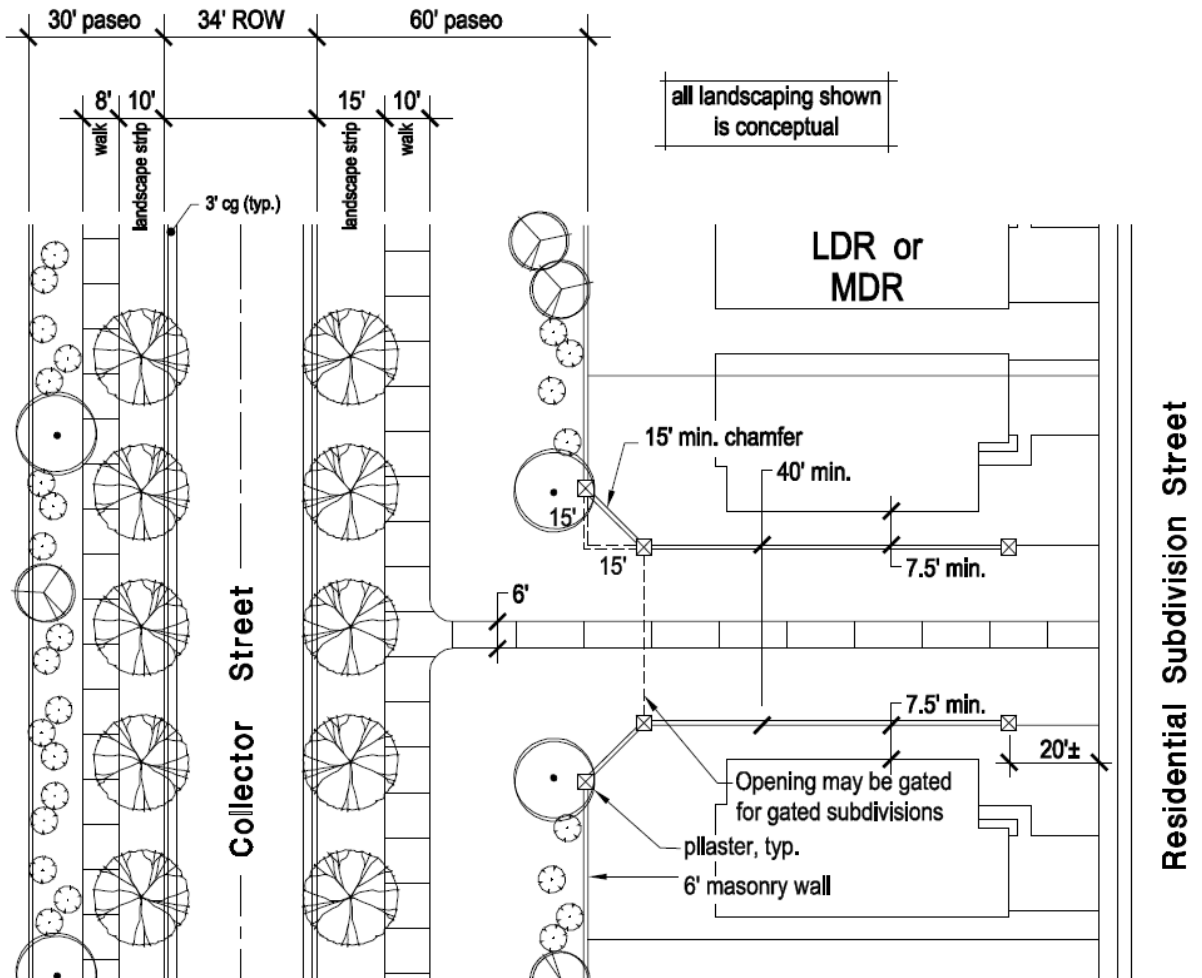 30' paseo
34' ROW
60' paseo
8'
10'
15'
10'
walk
landscape strip
landscape strip
walk
all landscaping shown
is conceptual
3' cg (typ.)
LDR or
MDR
15' min. chamfer
40' min.
15'
15'
7.5' min.
6'
Collector Street
Residential Subdivision Street
7.5' min.
20'±
Opening may be gated
for gated subdivisions
pilaster, typ.
6' masonry wall